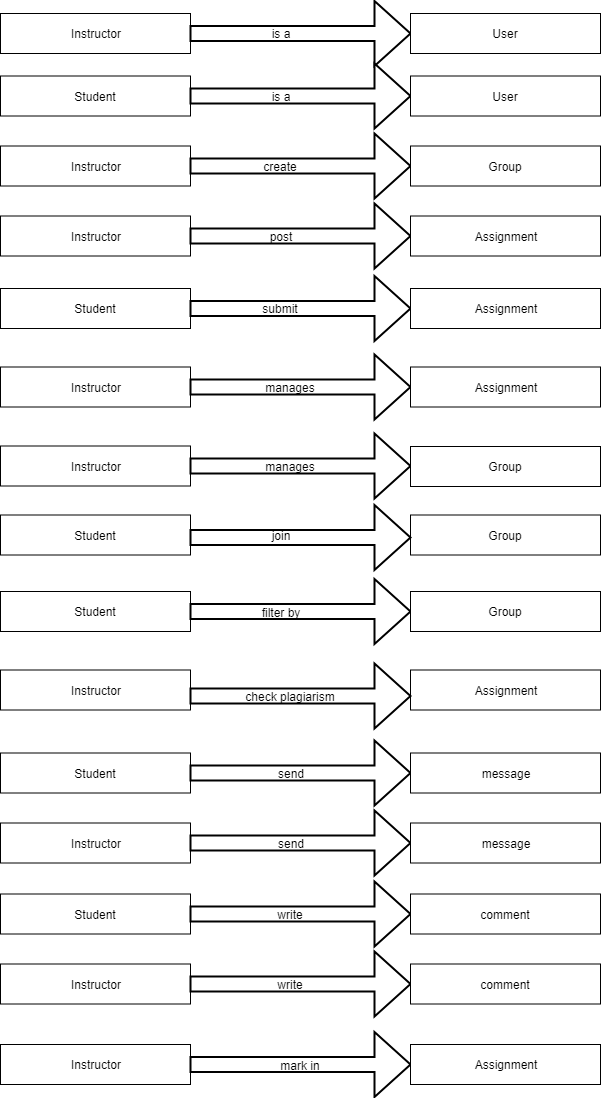 Instructor is a User
Student is a User
Instructor create Group
Instructor post Assignment
Student submit Assignment
Instructor manages Assignment
Instructor manages Group
Student join Group
Student filter by Group
Instructor check plagiarism Assignment
Student send message
Instructor send message
Student write comment
Instructor write comment
Instructor mark in Assignment